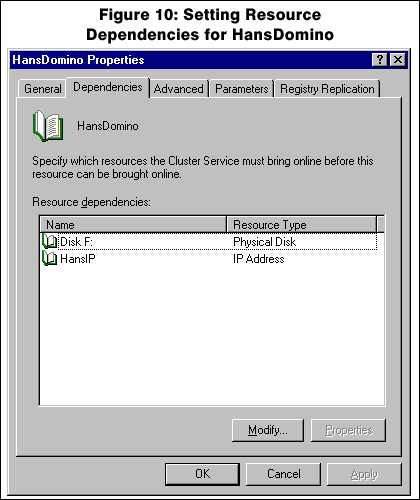 Figure 10: Setting Resource
Dependencies for HansDomino
HansDomino Properties
General Dependencies Advanced Parameters Registry Replication
HansDomino
Specify which resources the Cluster Service must bring online before this
resource can be brought online.
Resource dependencies:
Name Resource Type
Disk F: Physical Disk
HansIP IP Address
Modify... Properties
OK Cancel Apply